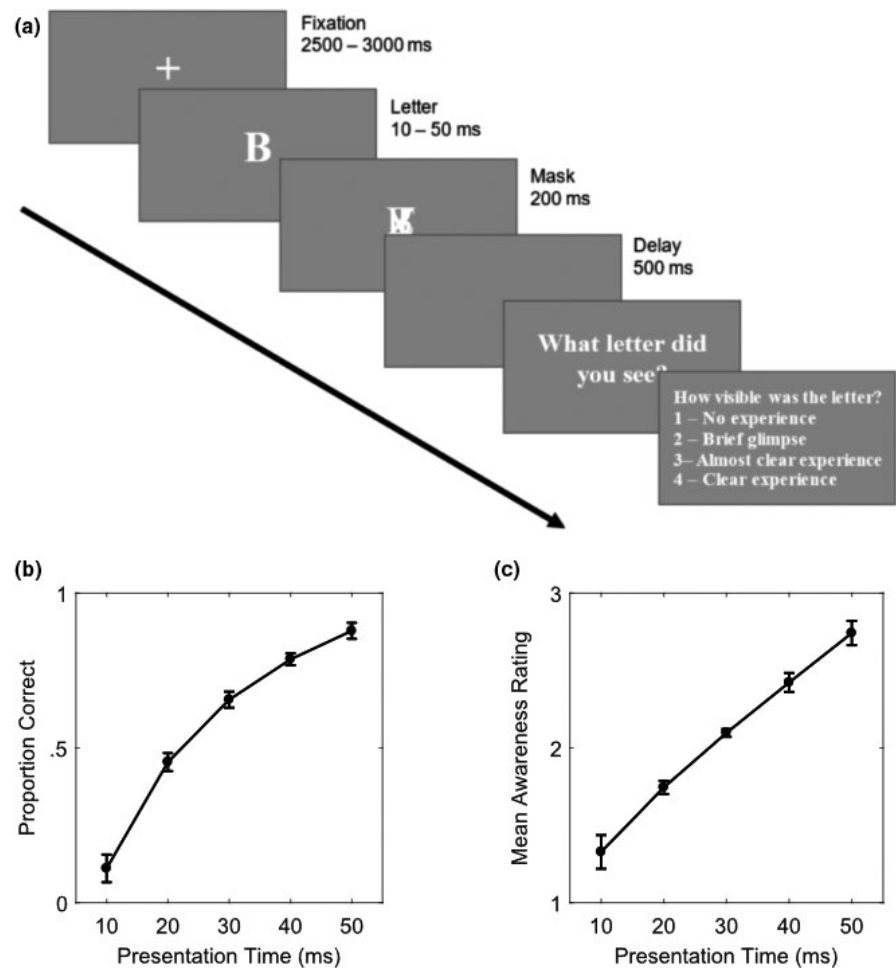 (a)
Fixation
2500 – 3000 ms
+
Letter
10 – 50 ms
B
Mask
200 ms
Delay
500 ms
What letter did
you see?
How visible was the letter?
1 – No experience
2 – Brief glimpse
3– Almost clear experience
4 – Clear experience
(b)
1
.5
0
Proportion Correct
10 20 30 40 50
Presentation Time (ms)
(c)
3
2
1
Mean Awareness Rating
10 20 30 40 50
Presentation Time (ms)